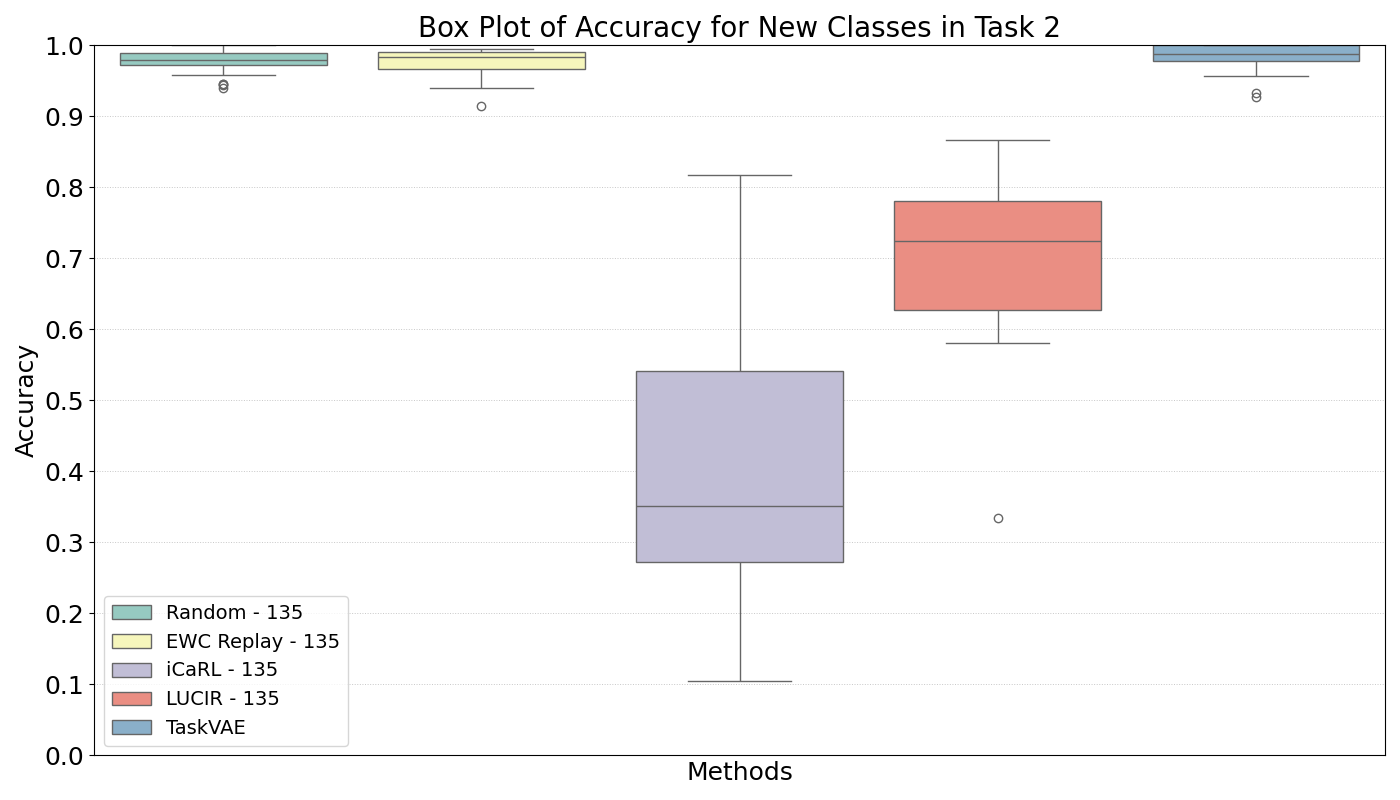 Box Plot of Accuracy for New Classes in Task 2
1.0
0.9
0.8
0.7
0.6
0.5
0.4
0.3
0.2
0.1
0.0
Accuracy
Random - 135
EWC Replay - 135
iCaRL - 135
LUCIR - 135
TaskVAE
Methods